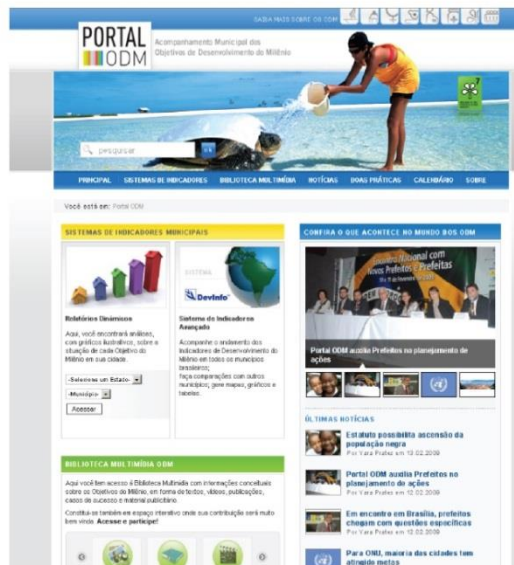 SAIBA MAIS SOBRE OS ODM
PORTAL
ODM
Acompanhamento Municipal dos
Objetivos de Desenvolvimento do Milênio
7
pesquisar
PRINCIPAL SISTEMAS DE INDICADORES BIBLIOTECA MULTIMÍDIA NOTÍCIAS BOAS PRÁTICAS CALENDÁRIO SOBRE
Você está em: Portal ODM
SISTEMAS DE INDICADORES MUNICIPAIS
Relatórios Dinâmicos
Aqui, você encontrará análises,
com gráficos ilustrativos, sobre a
situação de cada Objetivo do
Milênio em sua cidade.
-Selecione um Estado-
-Município-
Acessar
SISTEMA
DevInfo
Sistema de Indicadores
Avançado
Acompanhe o andamento dos
Indicadores de Desenvolvimento do
Milênio em todos os municípios
brasileiros;
faça comparações com outros
municípios; gere mapas, gráficos e
tabelas.
BIBLIOTECA MULTIMÍDIA ODM
Aqui você tem acesso à Biblioteca Multimídia com informações conceituais
sobre os Objetivos do Milênio, em forma de textos, vídeos, publicações,
casos de sucesso e material publicitário.
Constitui-se também em espaço interativo onde sua contribuição será muito
bem vinda. Acesse e participe!
CONFIRA O QUE ACONTECE NO MUNDO DOS ODM
Encontro Nacional com
Novos Prefeitos e Prefeitas
Portal ODM auxilia Prefeitos no planejamento de
ações
ÚLTIMAS NOTÍCIAS
Estatuto possibilita ascensão da
população negra
Por Yara Prates em 13.02.2009
Portal ODM auxilia Prefeitos no
planejamento de ações
Por Yara Prates em 12.02.2009
Em encontro em Brasília, prefeitos
chegam com questões específicas
Por Yara Prates em 12.02.2009
Para ONU, maioria das cidades tem
atingido metas